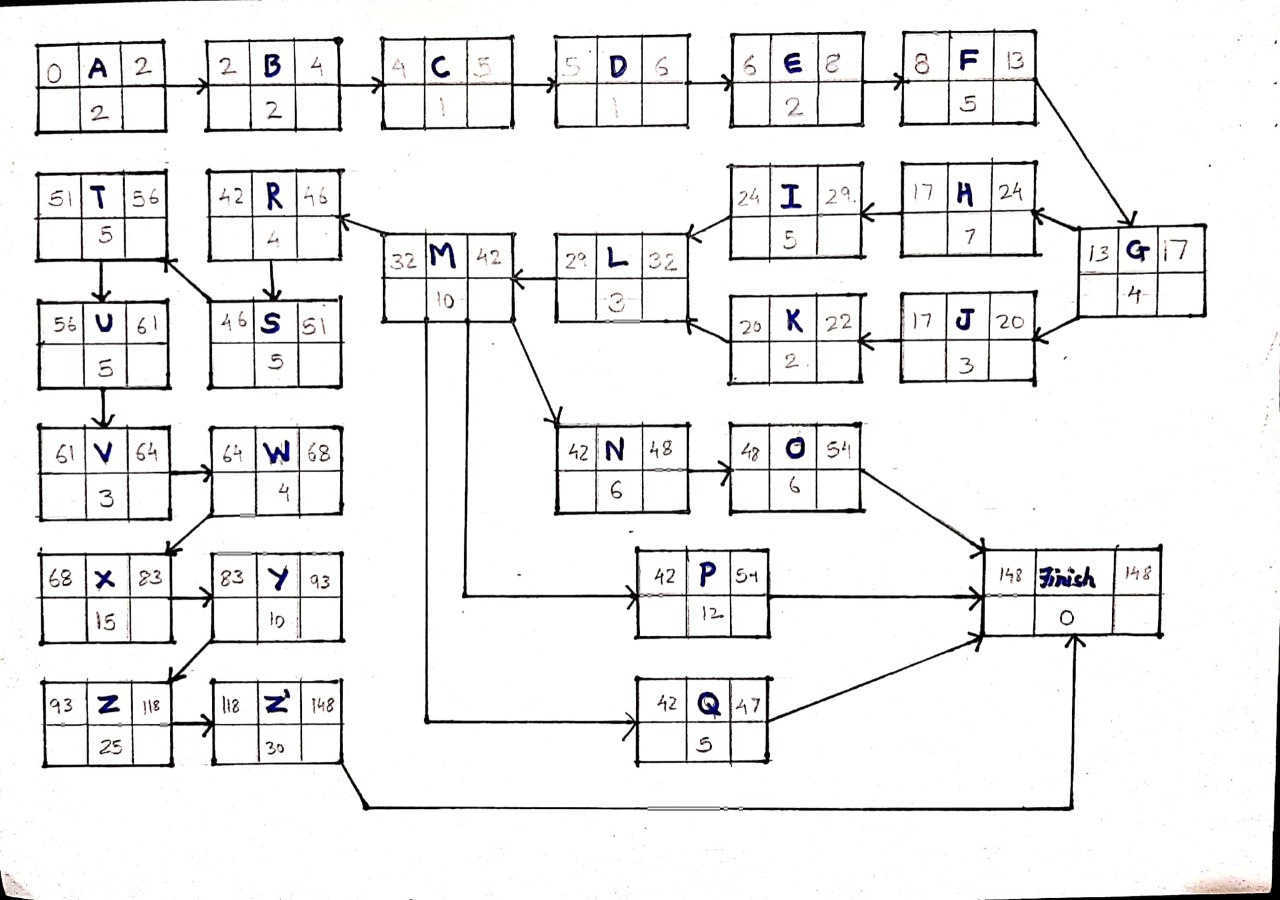 0 A 2
2
2 B 4
2
4 C 5
1
5 D 6
1
6 E 8
2
8 F 13
5
51 T 56
5
42 R 46
4
32 M 42
10
29 L 32
3
24 I 29
5
17 H 24
7
13 G 17
4
56 U 61
5
46 S 51
5
20 K 22
2
17 J 20
3
61 V 64
3
64 W 68
4
42 N 48
6
48 O 54
6
68 X 83
15
83 Y 93
10
42 P 54
12
148 Finish 148
0
93 Z 118
25
118 Z' 148
30
42 Q 47
5